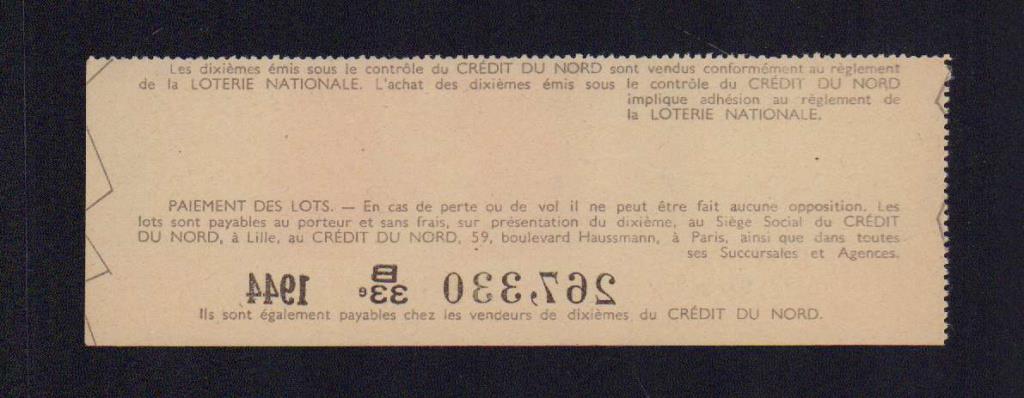 Les dixièmes émis sous le contrôle du CRÉDIT DU NORD sont vendus conformément au règlement
de la LOTERIE NATIONALE. L'achat des dixièmes émis sous le contrôle du CRÉDIT DU NORD
implique adhésion au règlement de
la LOTERIE NATIONALE.
PAIEMENT DES LOTS. — En cas de perte ou de vol il ne peut être fait aucune opposition. Les
lots sont payables au porteur et sans frais, sur présentation du dixième, au Siège Social du CRÉDIT
DU NORD, à Lille, au CRÉDIT DU NORD, 59, boulevard Haussmann, à Paris, ainsi que dans toutes
ses Succursales et Agences.
267,330 33e B 1944
Ils sont également payables chez les vendeurs de dixièmes du CRÉDIT DU NORD.